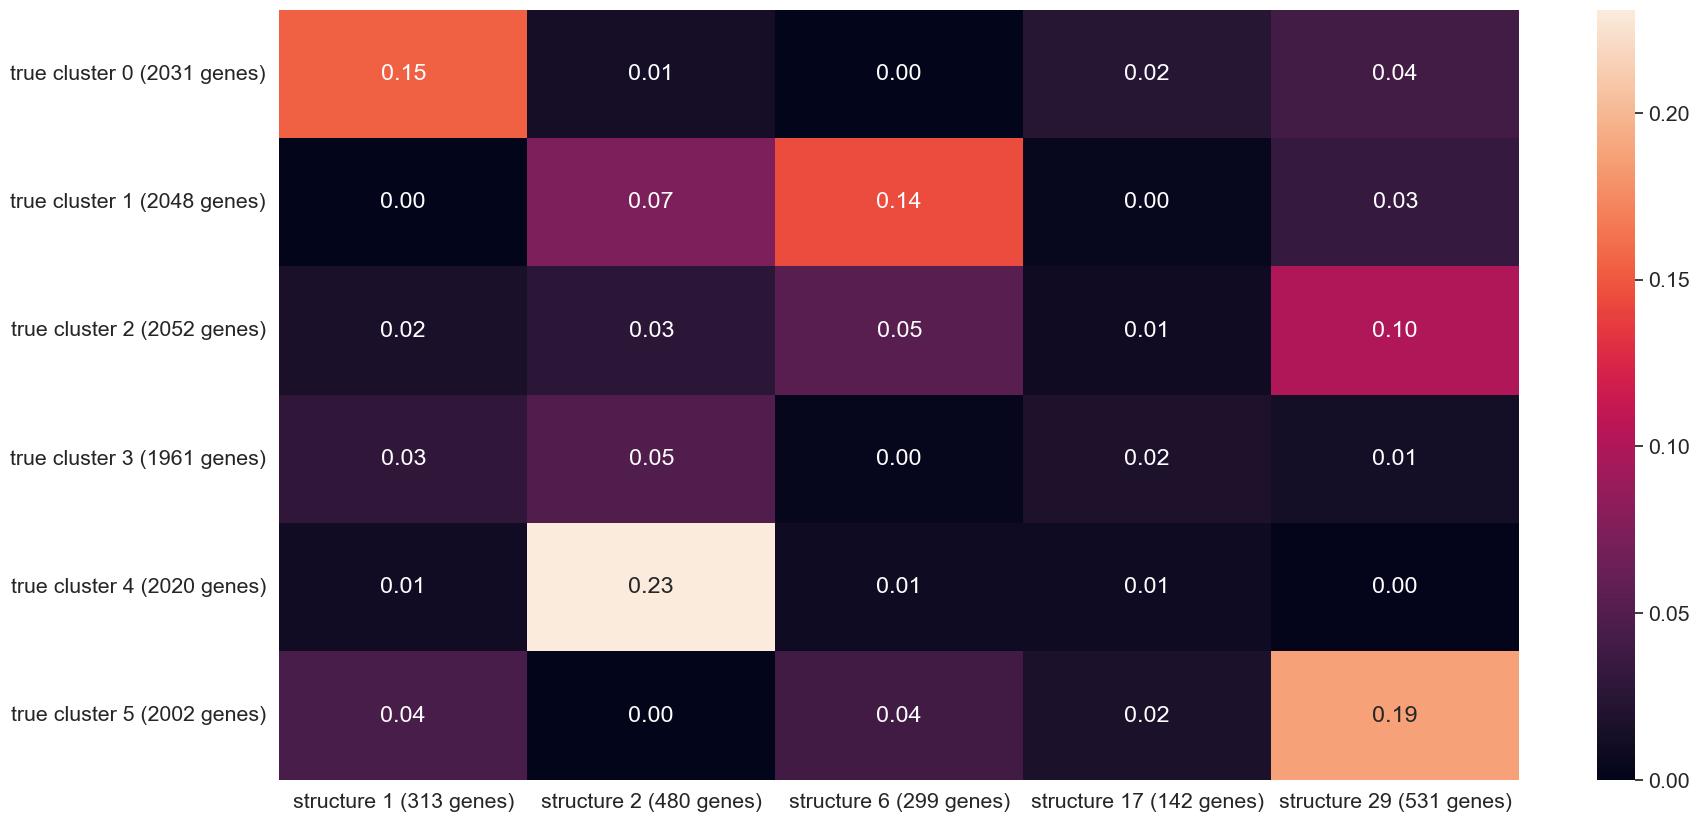 true cluster 0 (2031 genes) 0.15 0.01 0.00 0.02 0.04
0.20
true cluster 1 (2048 genes) 0.00 0.07 0.14 0.00 0.03
0.15
true cluster 2 (2052 genes) 0.02 0.03 0.05 0.01 0.10
0.10
true cluster 3 (1961 genes) 0.03 0.05 0.00 0.02 0.01
true cluster 4 (2020 genes) 0.01 0.23 0.01 0.01 0.00
0.05
true cluster 5 (2002 genes) 0.04 0.00 0.04 0.02 0.19
0.00
structure 1 (313 genes) structure 2 (480 genes) structure 6 (299 genes) structure 17 (142 genes) structure 29 (531 genes)